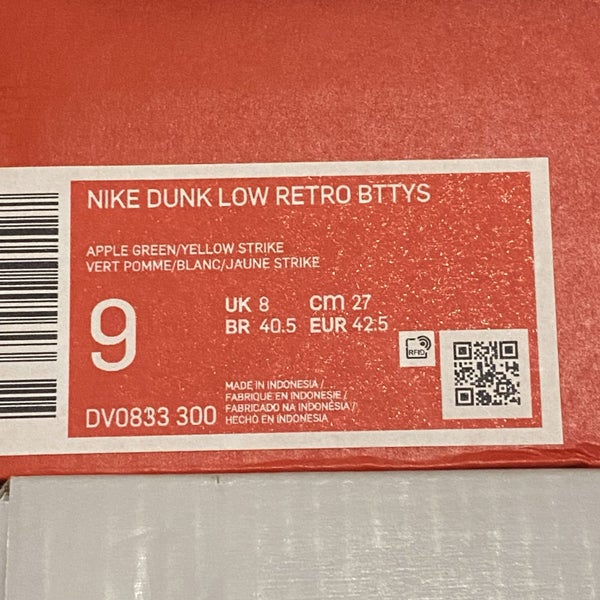 NIKE DUNK LOW RETRO BTTYS
APPLE GREEN/YELLOW STRIKE
VERT POMME/BLANC/JAUNE STRIKE
9
UK 8 cm 27
BR 40.5 EUR 42.5
RFID
MADE IN INDONESIA /
FABRIQUÉ EN INDONESIE /
FABRICADO NA INDONÉSIA /
HECHO EN INDONESIA
DV0833 300